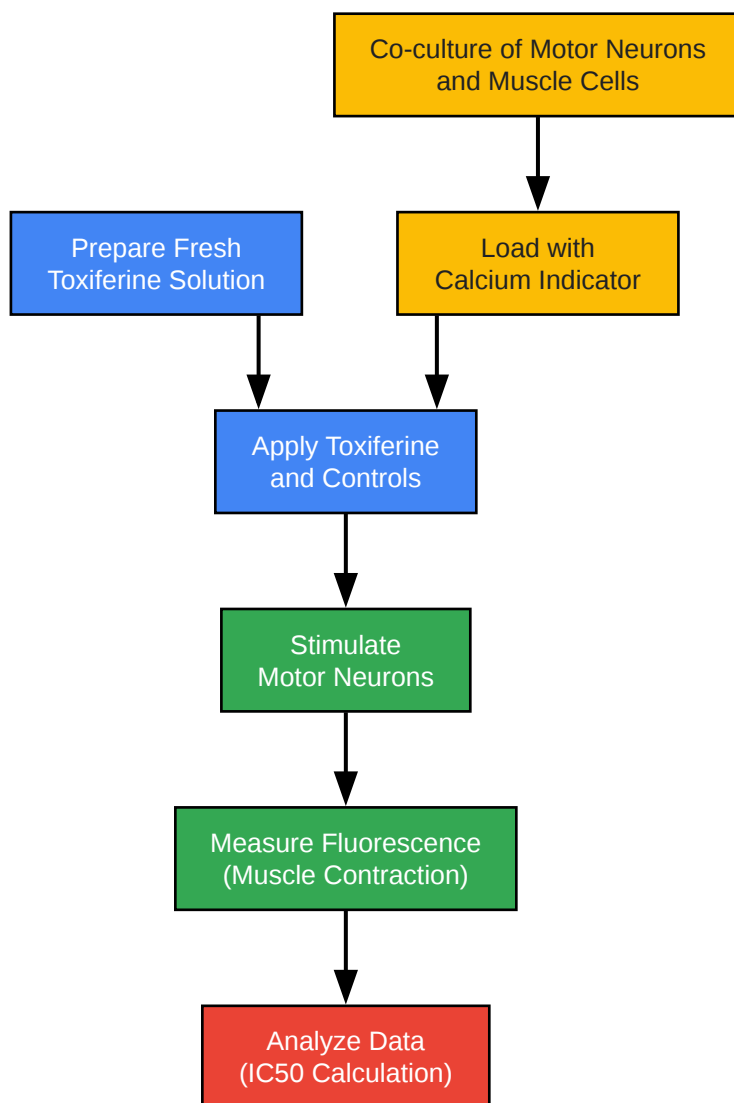 Co-culture of Motor Neurons
and Muscle Cells
Prepare Fresh
Toxiferine Solution
Load with
Calcium Indicator
Apply Toxiferine
and Controls
Stimulate
Motor Neurons
Measure Fluorescence
(Muscle Contraction)
Analyze Data
(IC50 Calculation)